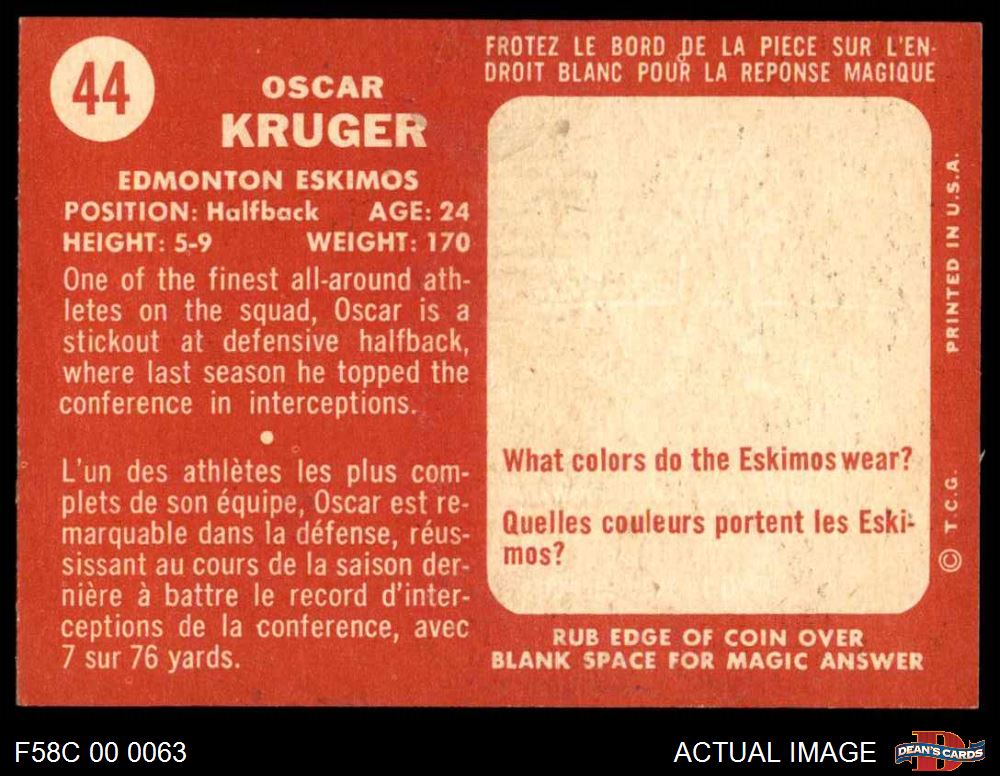 44
OSCAR
KRUGER
EDMONTON ESKIMOS
POSITION: Halfback AGE: 24
HEIGHT: 5-9 WEIGHT: 170
One of the finest all-around ath-
letes on the squad, Oscar is a
stickout at defensive halfback,
where last season he topped the
conference in interceptions.
•
L'un des athlètes les plus com-
plets de son équipe, Oscar est re-
marquable dans la défense, réus-
sissant au cours de la saison der-
nière à battre le record d'inter-
ceptions de la conférence, avec
7 sur 76 yards.
FROTEZ LE BORD DE LA PIECE SUR L'EN-
DROIT BLANC POUR LA REPONSE MAGIQUE
What colors do the Eskimos wear?
Quelles couleurs portent les Eski-
mos?
RUB EDGE OF COIN OVER
BLANK SPACE FOR MAGIC ANSWER
© T.C.G. PRINTED IN U.S.A.
F58C 00 0063
ACTUAL IMAGE
D
DEAN'S CARDS